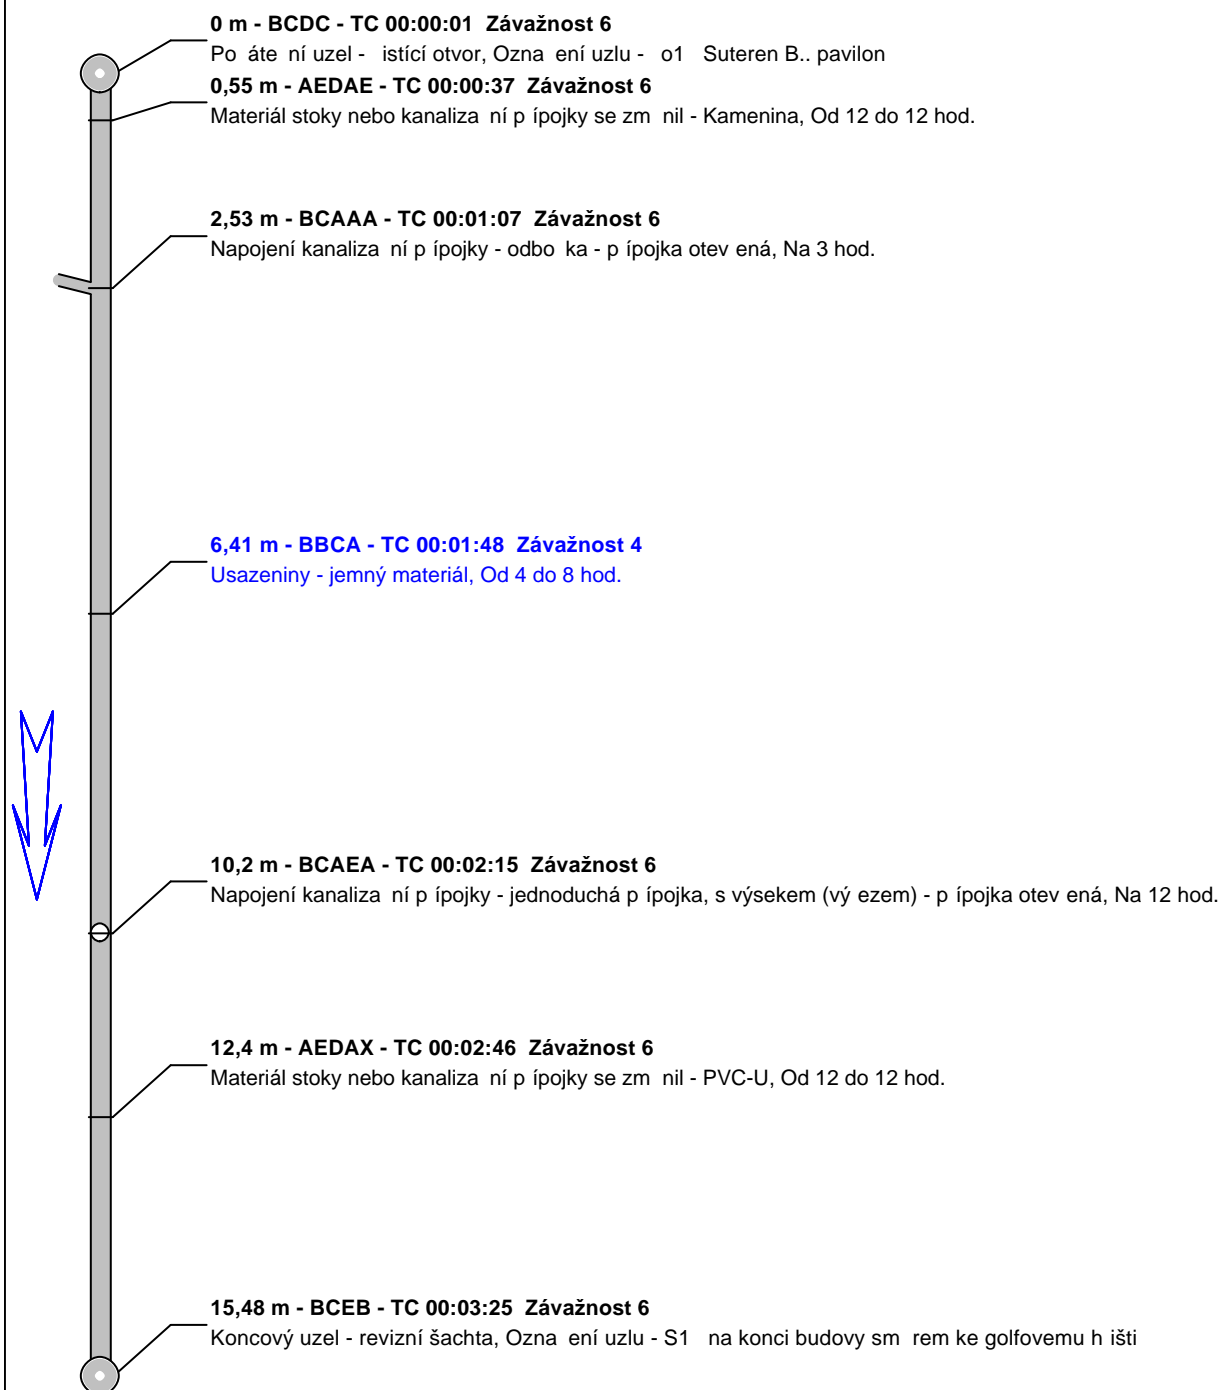 0 m - BCDC - TC 00:00:01  Závažnost 6
Po áte ní uzel -  istící otvor, Ozna ení uzlu -  o1  Suteren B.. pavilon
0,55 m - AEDAE - TC 00:00:37  Závažnost 6
Materiál stoky nebo kanaliza ní p ípojky se zm nil - Kamenina, Od 12 do 12 hod.
2,53 m - BCAAA - TC 00:01:07  Závažnost 6
Napojení kanaliza ní p ípojky - odbo ka - p ípojka otev ená, Na 3 hod.
6,41 m - BBCA - TC 00:01:48  Závažnost 4
Usazeniny - jemný materiál, Od 4 do 8 hod.
10,2 m - BCAEA - TC 00:02:15  Závažnost 6
Napojení kanaliza ní p ípojky - jednoduchá p ípojka, s výsekem (vý ezem) - p ípojka otev ená, Na 12 hod.
12,4 m - AEDAX - TC 00:02:46  Závažnost 6
Materiál stoky nebo kanaliza ní p ípojky se zm nil - PVC-U, Od 12 do 12 hod.
15,48 m - BCEB - TC 00:03:25  Závažnost 6
Koncový uzel - revizní šachta, Ozna ení uzlu - S1  na konci budovy sm rem ke golfovemu h išti